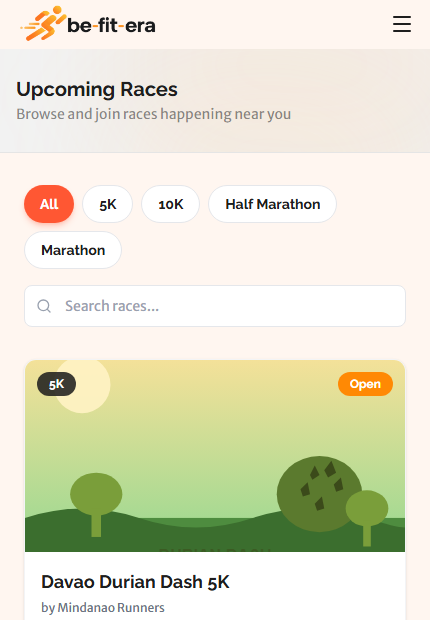 be-fit-era
Upcoming Races
Browse and join races happening near you
All
5K
10K
Half Marathon
Marathon
Search races...
5K
Open
Davao Durian Dash 5K
by Mindanao Runners